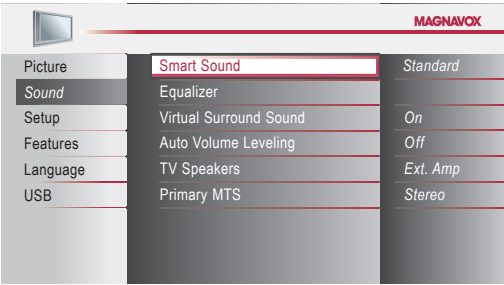 MAGNAVOX
Picture Smart Sound Standard
Sound Equalizer
Setup Virtual Surround Sound On
Features Auto Volume Leveling Off
Language TV Speakers Ext. Amp
USB Primary MTS Stereo